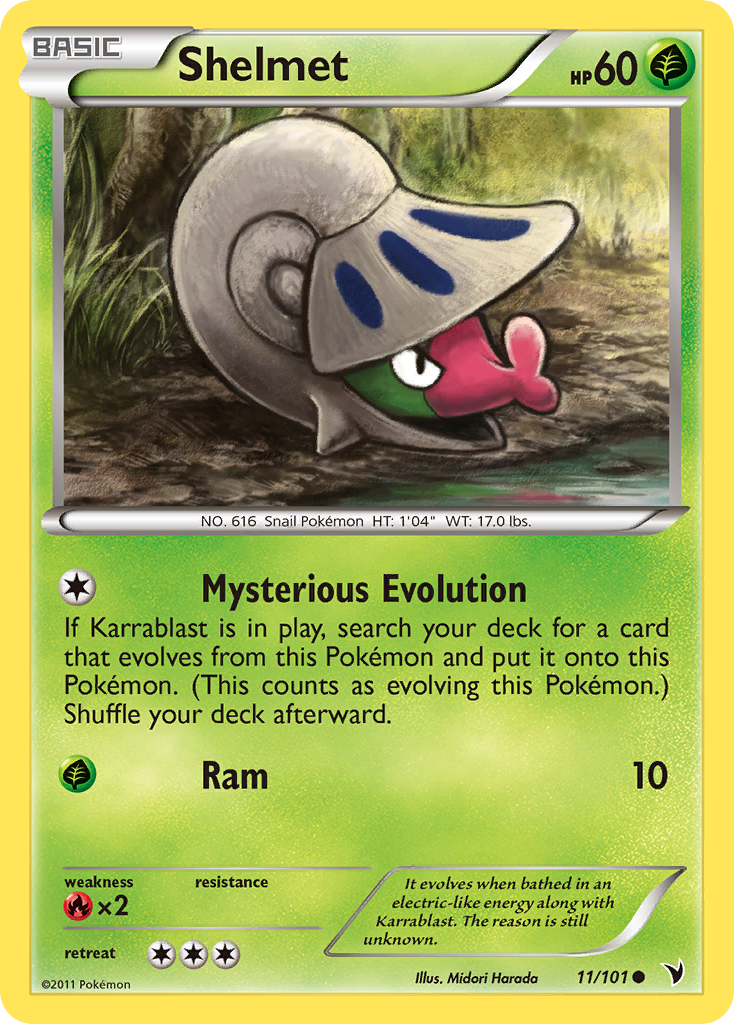 BASIC
Shelmet
HP60
NO. 616 Snail Pokémon HT: 1'04" WT: 17.0 lbs.
Mysterious Evolution
If Karrablast is in play, search your deck for a card
that evolves from this Pokémon and put it onto this
Pokémon. (This counts as evolving this Pokémon.)
Shuffle your deck afterward.
Ram 10
weakness resistance
×2
retreat
It evolves when bathed in an
electric-like energy along with
Karrablast. The reason is still
unknown.
©2011 Pokémon Illus. Midori Harada 11/101